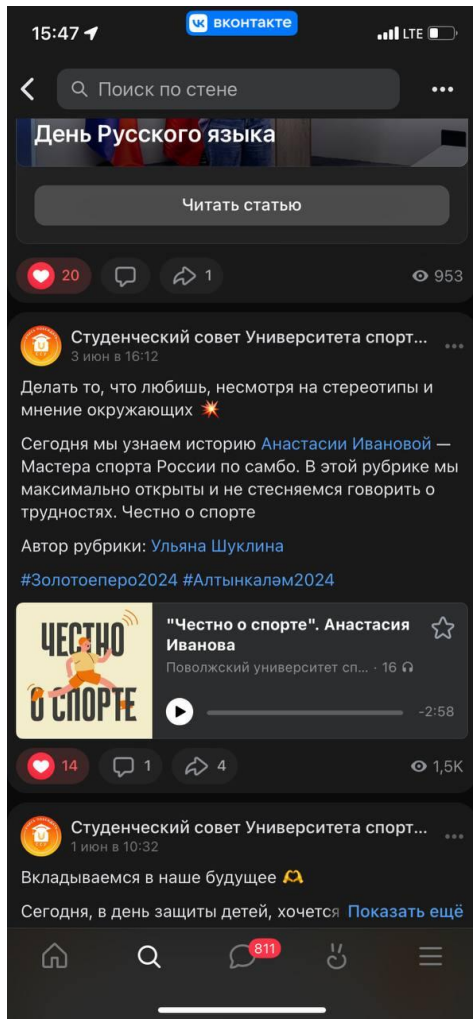 15:47
вконтакте
LTE
Поиск по стене
День Русского языка
Читать статью
20
1
953
Студенческий совет Университета спорт...
3 июн в 16:12
Делать то, что любишь, несмотря на стереотипы и
мнение окружающих 💥
Сегодня мы узнаем историю Анастасии Ивановой —
Мастера спорта России по самбо. В этой рубрике мы
максимально открыты и не стесняемся говорить о
трудностях. Честно о спорте
Автор рубрики: Ульяна Шуклина
#Золотоеперо2024 #Алтынкаләм2024
ЧЕСТНО
О СПОРТЕ
"Честно о спорте". Анастасия
Иванова
Поволжский университет сп... · 16
-2:58
14
1
4
1,5K
Студенческий совет Университета спорт...
1 июн в 10:32
Вкладываемся в наше будущее 🫶
Сегодня, в день защиты детей, хочется Показать ещё
811